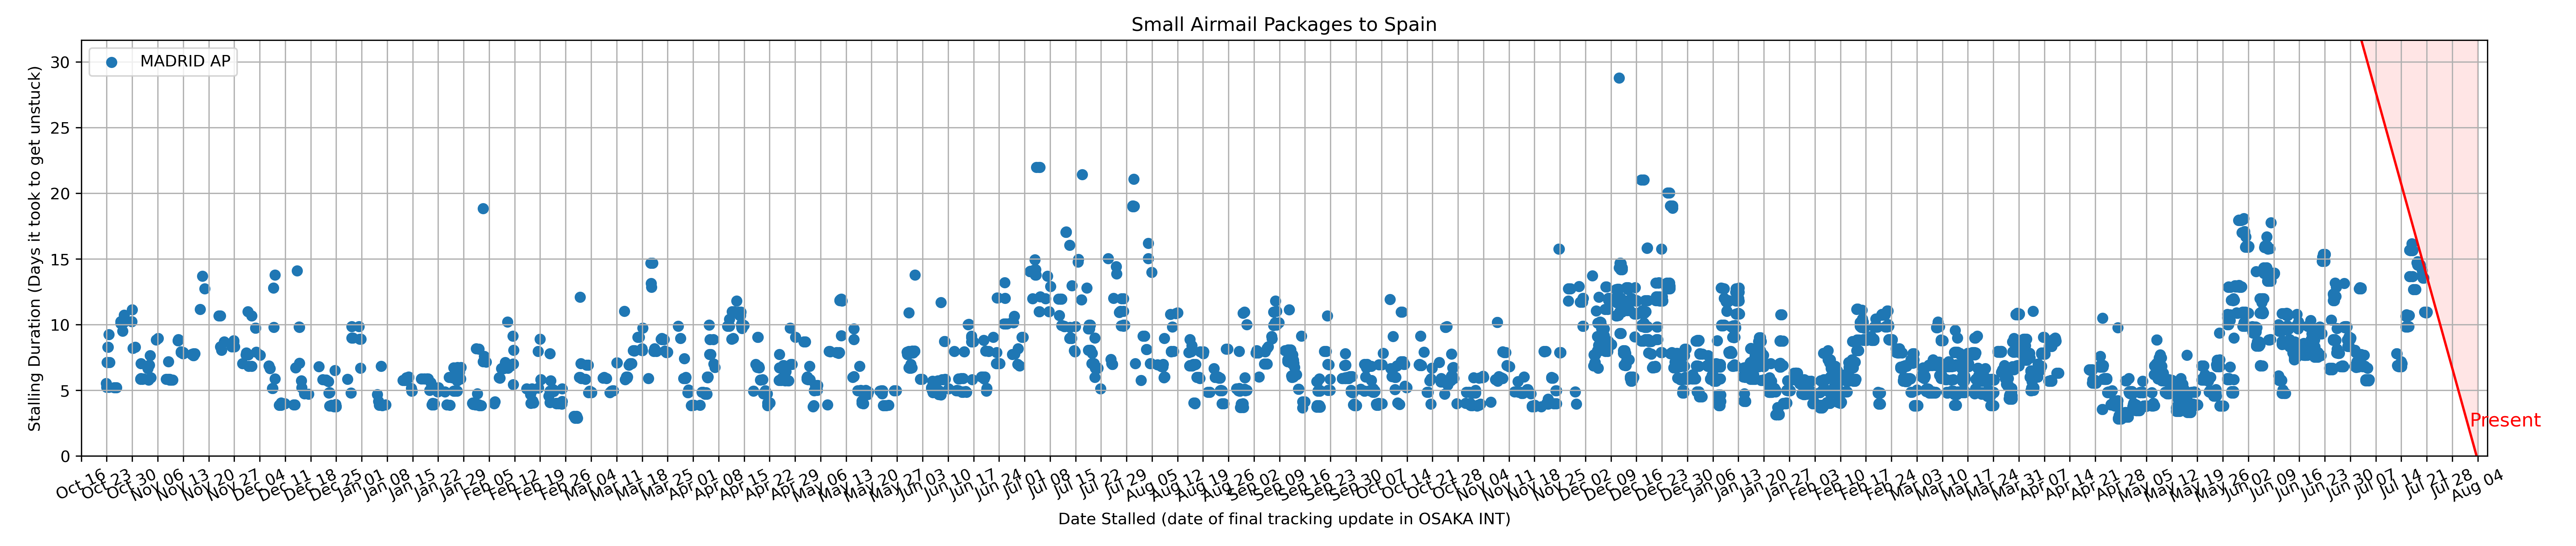 Small Airmail Packages to Spain
MADRID AP
Stalling Duration (Days it took to get unstuck)
30
25
20
15
10
5
0
Present
Oct 16 Oct 23 Oct 30 Nov 06 Nov 13 Nov 20 Nov 27 Dec 04 Dec 11 Dec 18 Dec 25 Jan 01 Jan 08 Jan 15 Jan 22 Jan 29 Feb 05 Feb 12 Feb 19 Feb 26 Mar 04 Mar 11 Mar 18 Mar 25 Apr 01 Apr 08 Apr 15 Apr 22 Apr 29 May 06 May 13 May 20 May 27 Jun 03 Jun 10 Jun 17 Jun 24 Jul 01 Jul 08 Jul 15 Jul 22 Jul 29 Aug 05 Aug 12 Aug 19 Aug 26 Sep 02 Sep 09 Sep 16 Sep 23 Sep 30 Oct 07 Oct 14 Oct 21 Oct 28 Nov 04 Nov 11 Nov 18 Nov 25 Dec 02 Dec 09 Dec 16 Dec 23 Dec 30 Jan 06 Jan 13 Jan 20 Jan 27 Feb 03 Feb 10 Feb 17 Feb 24 Mar 03 Mar 10 Mar 17 Mar 24 Mar 31 Apr 07 Apr 14 Apr 21 Apr 28 May 05 May 12 May 19 May 26 Jun 02 Jun 09 Jun 16 Jun 23 Jun 30 Jul 07 Jul 14 Jul 21 Jul 28 Aug 04
Date Stalled (date of final tracking update in OSAKA INT)